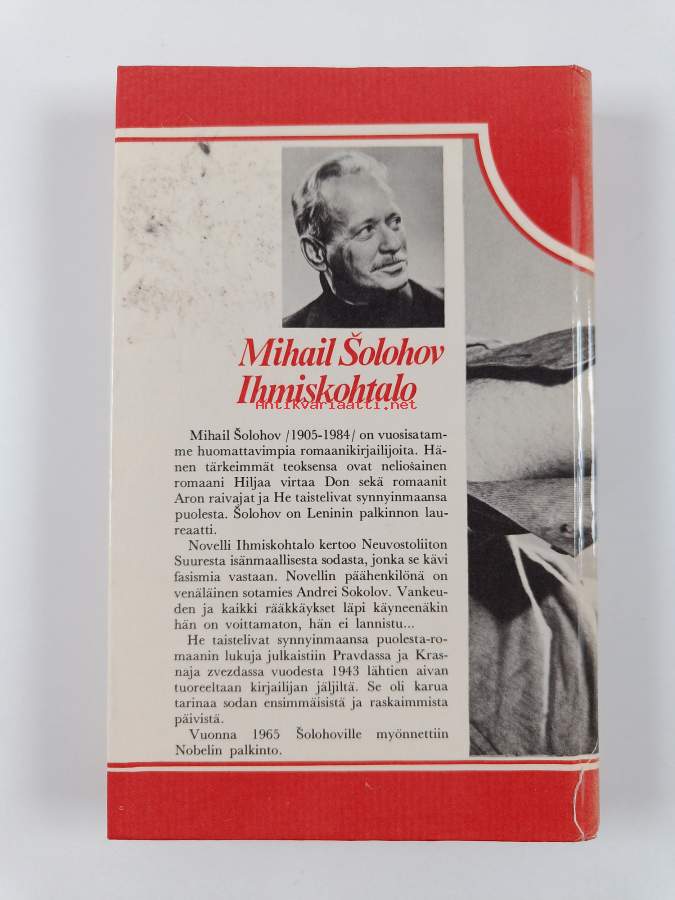 Mihail Šolohov
Ihmiskohtalo
Antikvariaatti.net
Mihail Šolohov /1905-1984/ on vuosisatam-
me huomattavimpia romaanikirjailijoita. Hä-
nen tärkeimmät teoksensa ovat neliošainen
romaani Hiljaa virtaa Don sekä romaanit
Aron raivajat ja He taistelivat synnyinmaansa
puolesta. Šolohov on Leninin palkinnon lau-
reaatti.
Novelli Ihmiskohtalo kertoo Neuvostoliiton
Suuresta isänmaallisesta sodasta, jonka se kävi
fasismia vastaan. Novellin päähenkilönä on
venäläinen sotamies Andrei Sokolov. Vankeu-
den ja kaikki rääkkäykset läpi käyneenäkin
hän on voittamaton, hän ei lannistu...
He taistelivat synnyinmaansa puolesta-ro-
maanin lukuja julkaistiin Pravdassa ja Kras-
naja zvezdassa vuodesta 1943 lähtien aivan
tuoreeltaan kirjailijan jäljiltä. Se oli karua
tarinaa sodan ensimmäisistä ja raskaimmista
päivistä.
Vuonna 1965 Šolohoville myönnettiin
Nobelin palkinto.